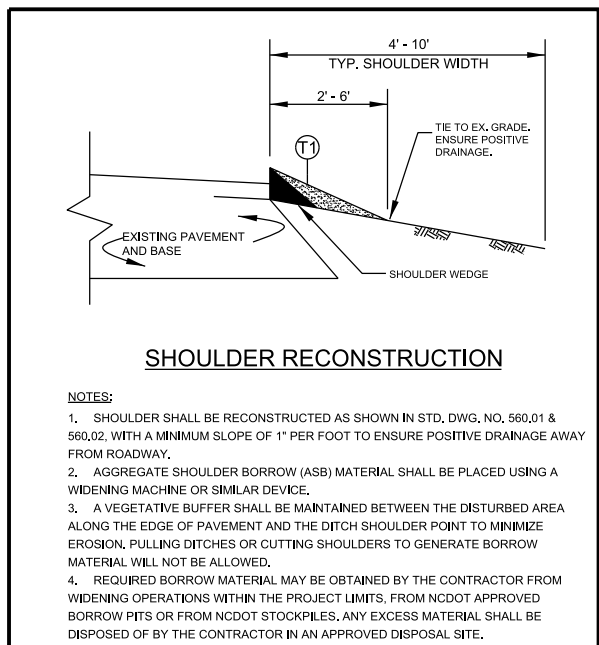 4' - 10'
TYP. SHOULDER WIDTH
2' - 6'
TIE TO EX. GRADE.
ENSURE POSITIVE
DRAINAGE.
T1
EXISTING PAVEMENT
AND BASE
SHOULDER WEDGE
SHOULDER RECONSTRUCTION
NOTES:
1. SHOULDER SHALL BE RECONSTRUCTED AS SHOWN IN STD. DWG. NO. 560.01 &
560.02, WITH A MINIMUM SLOPE OF 1" PER FOOT TO ENSURE POSITIVE DRAINAGE AWAY
FROM ROADWAY.
2. AGGREGATE SHOULDER BORROW (ASB) MATERIAL SHALL BE PLACED USING A
WIDENING MACHINE OR SIMILAR DEVICE.
3. A VEGETATIVE BUFFER SHALL BE MAINTAINED BETWEEN THE DISTURBED AREA
ALONG THE EDGE OF PAVEMENT AND THE DITCH SHOULDER POINT TO MINIMIZE
EROSION. PULLING DITCHES OR CUTTING SHOULDERS TO GENERATE BORROW
MATERIAL WILL NOT BE ALLOWED.
4. REQUIRED BORROW MATERIAL MAY BE OBTAINED BY THE CONTRACTOR FROM
WIDENING OPERATIONS WITHIN THE PROJECT LIMITS, FROM NCDOT APPROVED
BORROW PITS OR FROM NCDOT STOCKPILES. ANY EXCESS MATERIAL SHALL BE
DISPOSED OF BY THE CONTRACTOR IN AN APPROVED DISPOSAL SITE.